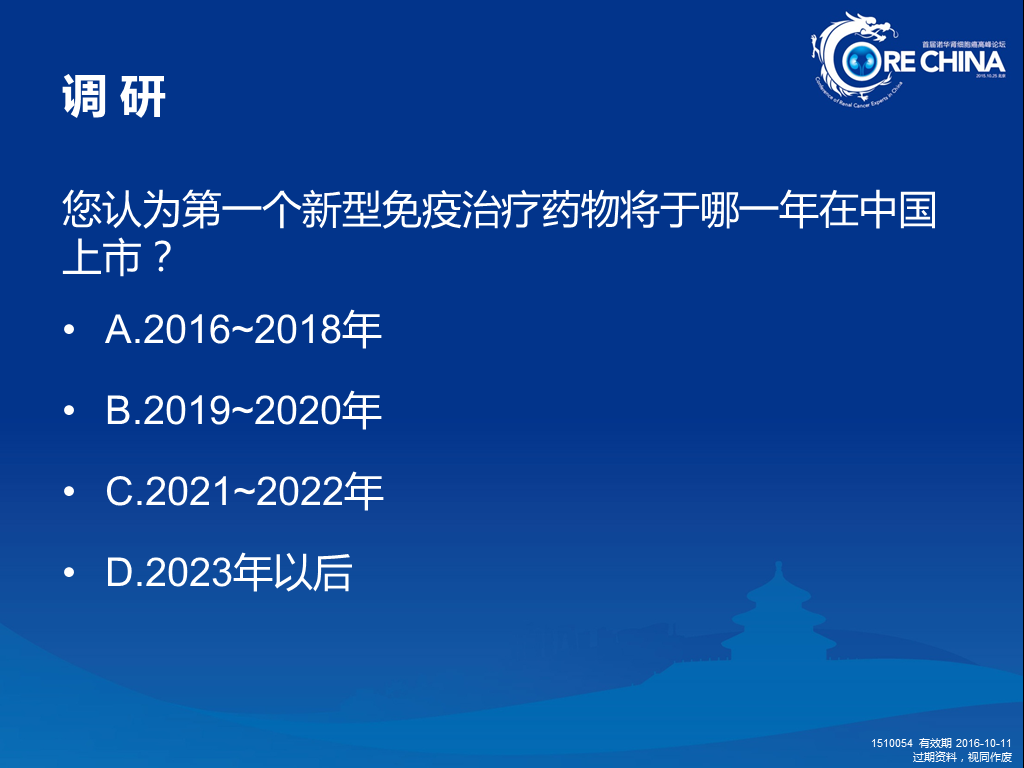 首届诺华肾细胞癌高峰论坛
CORE CHINA
2015.10.25 北京
Conference of Renal Cancer Experts in China
调 研
您认为第一个新型免疫治疗药物将于哪一年在中国
上市？
• A.2016~2018年
• B.2019~2020年
• C.2021~2022年
• D.2023年以后
1510054 有效期 2016-10-11
过期资料，视同作废